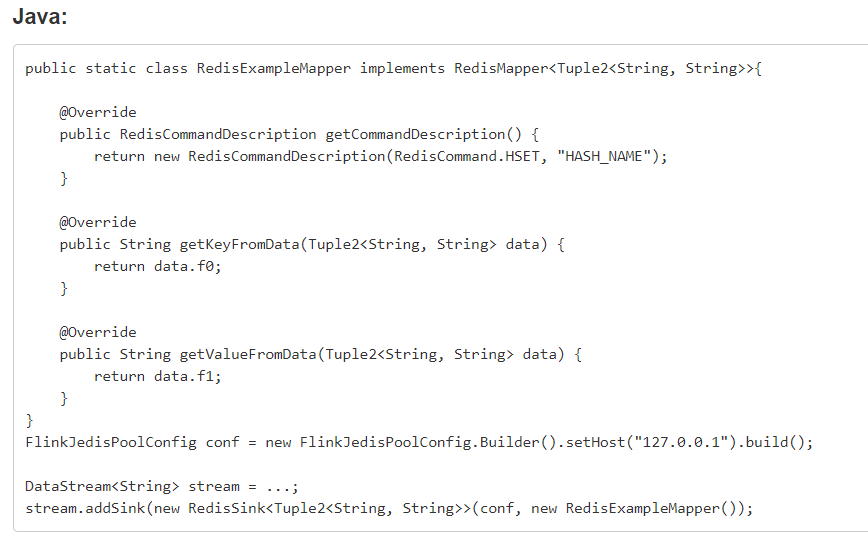 Java:
public static class RedisExampleMapper implements RedisMapper<Tuple2<String, String>>{
@Override
public RedisCommandDescription getCommandDescription() {
return new RedisCommandDescription(RedisCommand.HSET, "HASH_NAME");
}
@Override
public String getKeyFromData(Tuple2<String, String> data) {
return data.f0;
}
@Override
public String getValueFromData(Tuple2<String, String> data) {
return data.f1;
}
}
FlinkJedisPoolConfig conf = new FlinkJedisPoolConfig.Builder().setHost("127.0.0.1").build();
DataStream<String> stream = ...;
stream.addSink(new RedisSink<Tuple2<String, String>>(conf, new RedisExampleMapper());